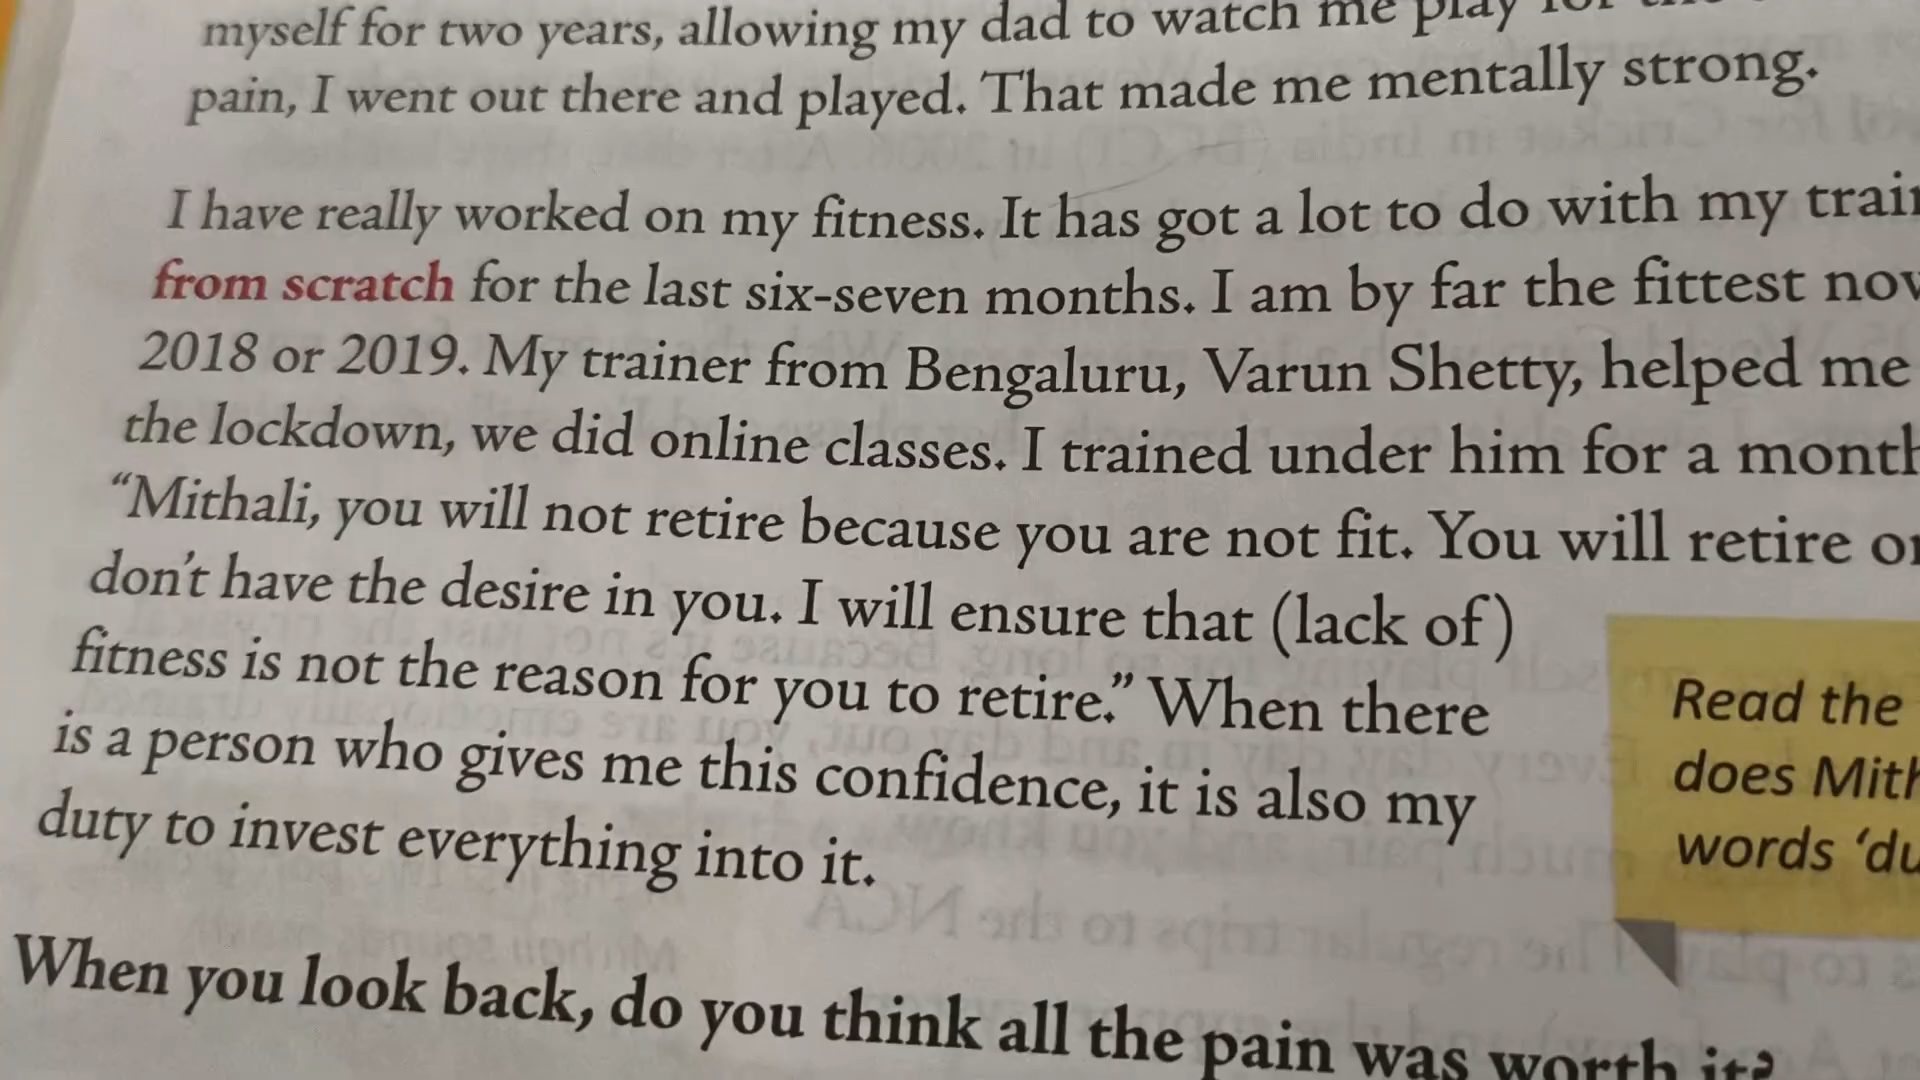 myself for two years, allowing my dad to watch me play
pain, I went out there and played. That made me mentally strong.
I have really worked on my fitness. It has got a lot to do with my
from scratch for the last six-seven months. I am by far the fittest
2018 or 2019. My trainer from Bengaluru, Varun Shetty, helped me
the lockdown, we did online classes. I trained under him for a
“Mithali, you will not retire because you are not fit. You will retire
don't have the desire in you. I will ensure that (lack of)
fitness is not the reason for you to retire.” When there
is a person who gives me this confidence, it is also my
duty to invest everything into it.
Read the
does
words
When you look back, do you think all the pain was worth it?